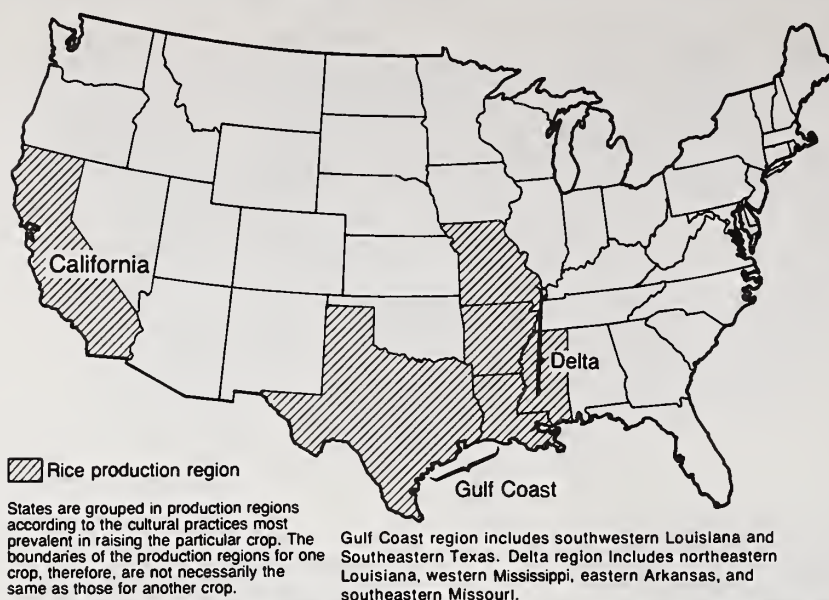 California
Delta
Gulf Coast
Rice production region
States are grouped in production regions
according to the cultural practices most
prevalent in raising the particular crop. The
boundaries of the production regions for one
crop, therefore, are not necessarily the
same as those for another crop.
Gulf Coast region includes southwestern Louisiana and
Southeastern Texas. Delta region includes northeastern
Louisiana, western Mississippi, eastern Arkansas, and
southeastern Missouri.